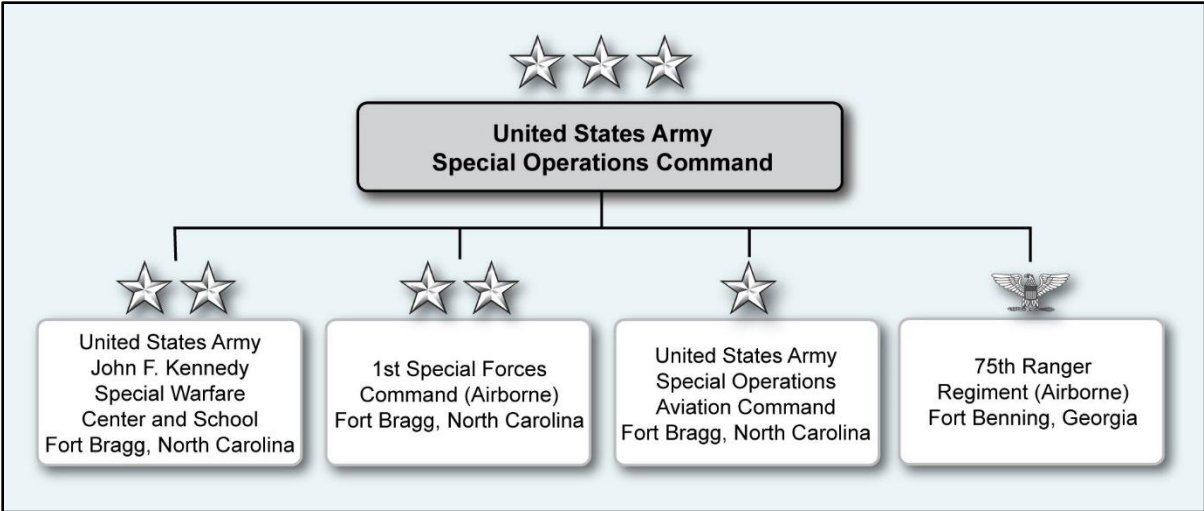 United States Army
Special Operations Command
United States Army
John F. Kennedy
Special Warfare
Center and School
Fort Bragg, North Carolina
1st Special Forces
Command (Airborne)
Fort Bragg, North Carolina
United States Army
Special Operations
Aviation Command
Fort Bragg, North Carolina
75th Ranger
Regiment (Airborne)
Fort Benning, Georgia